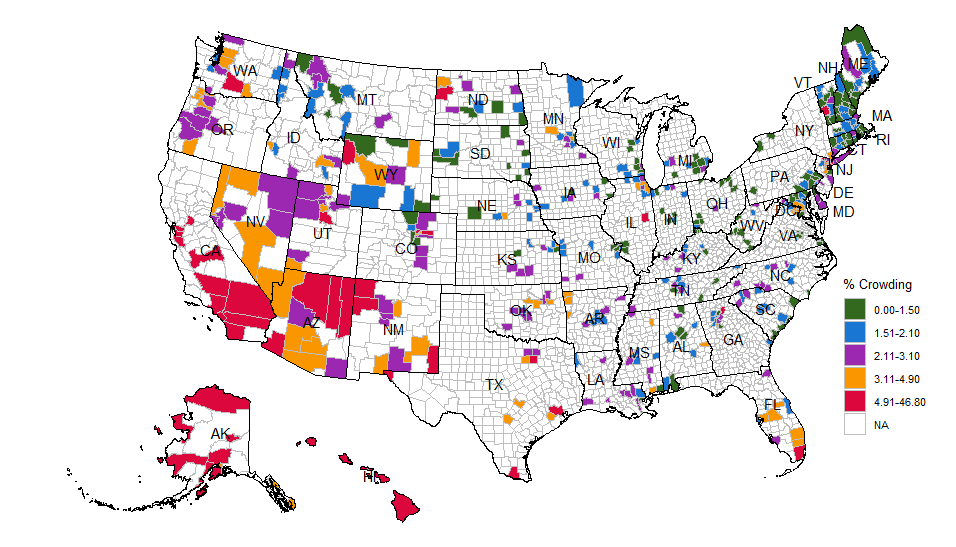 WA
MT
ND
MN
ME
NH
VT
OR
ID
SD
WI
MI
NY
MA
RI
CT
WY
NE
IA
PA
NJ
NV
UT
CO
IL
IN
OH
DE
DC
MD
WV
VA
CA
KS
MO
KY
NC
AZ
NM
OK
AR
TN
SC
MS
AL
GA
TX
LA
FL
AK
HI
% Crowding
0.00-1.50
1.51-2.10
2.11-3.10
3.11-4.90
4.91-46.80
NA